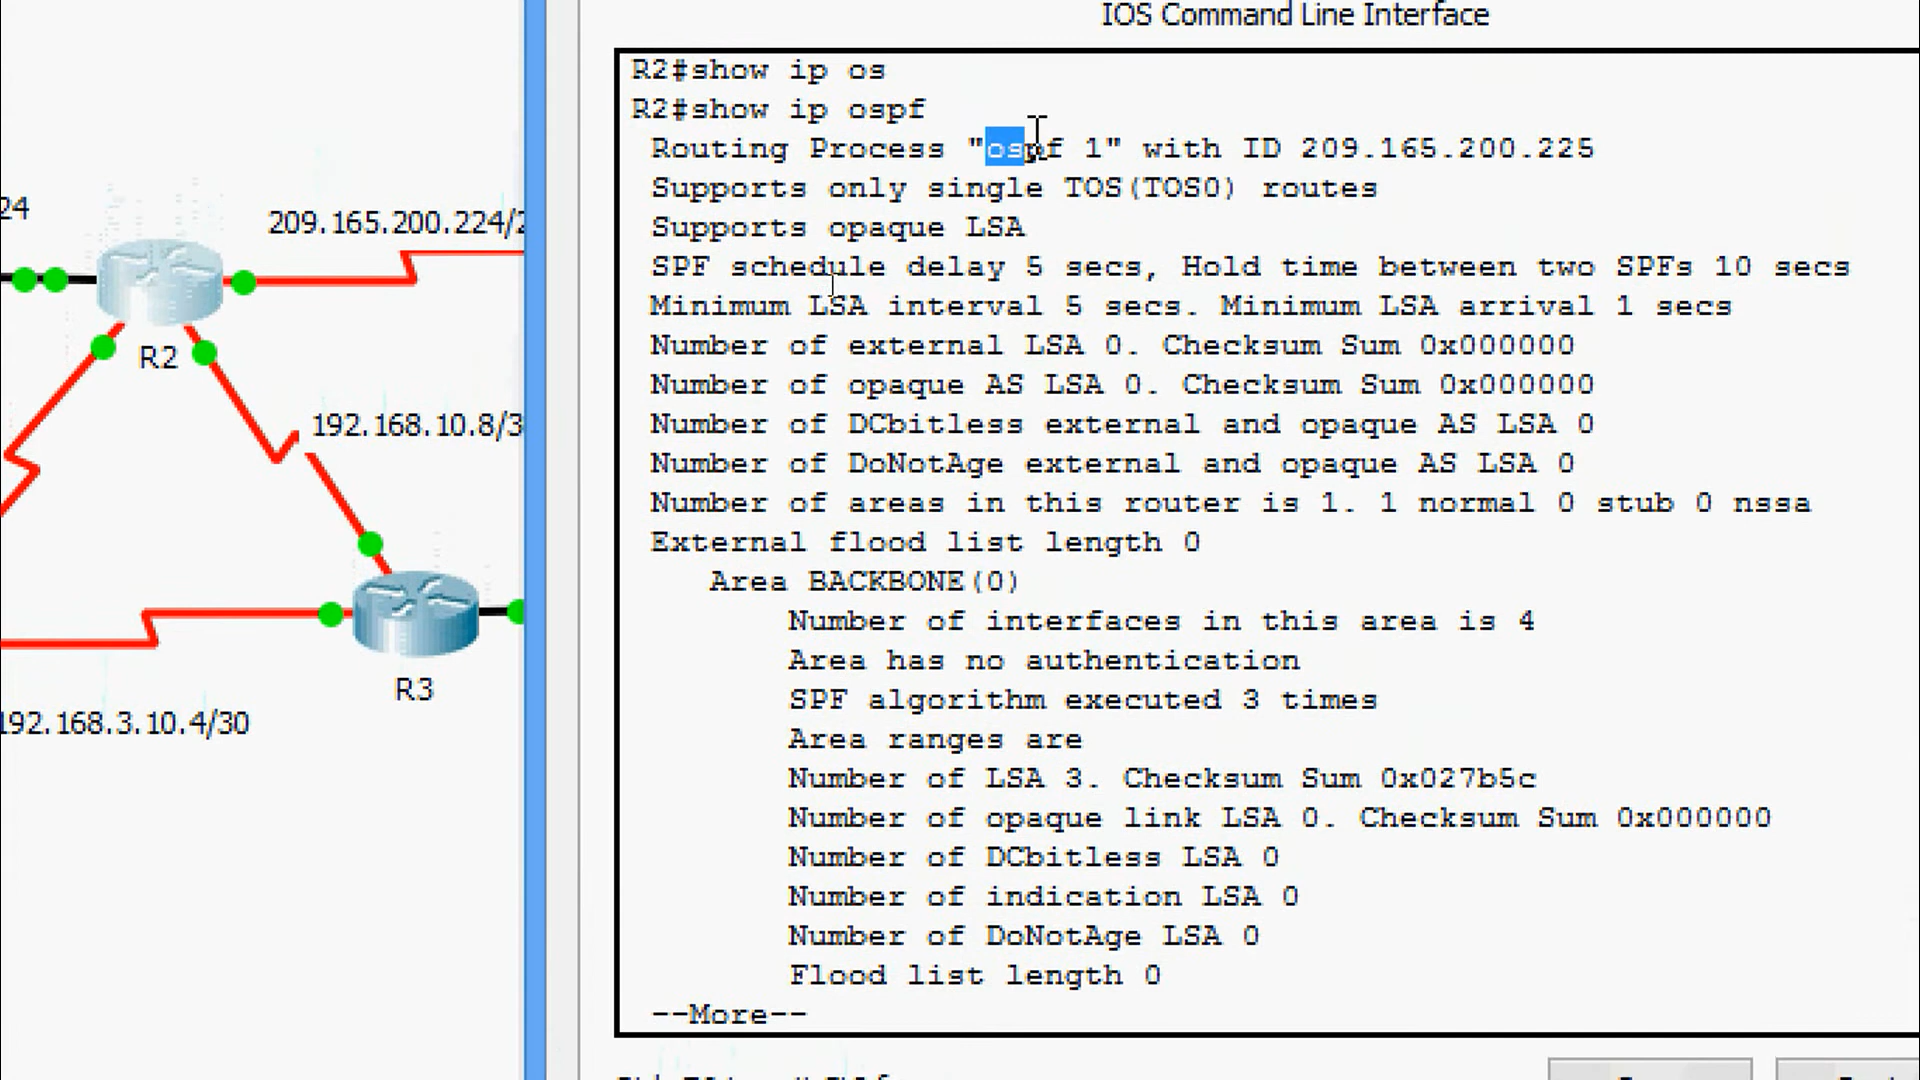 IOS Command Line Interface
R2#show ip os
R2#show ip ospf
Routing Process "ospf 1" with ID 209.165.200.225
Supports only single TOS(TOS0) routes
Supports opaque LSA
SPF schedule delay 5 secs, Hold time between two SPFs 10 secs
Minimum LSA interval 5 secs. Minimum LSA arrival 1 secs
Number of external LSA 0. Checksum Sum 0x000000
Number of opaque AS LSA 0. Checksum Sum 0x000000
Number of DCbitless external and opaque AS LSA 0
Number of DoNotAge external and opaque AS LSA 0
Number of areas in this router is 1. 1 normal 0 stub 0 nssa
External flood list length 0
Area BACKBONE(0)
Number of interfaces in this area is 4
Area has no authentication
SPF algorithm executed 3 times
Area ranges are
Number of LSA 3. Checksum Sum 0x027b5c
Number of opaque link LSA 0. Checksum Sum 0x000000
Number of DCbitless LSA 0
Number of indication LSA 0
Number of DoNotAge LSA 0
Flood list length 0
--More--
24
209.165.200.224/2
R2
192.168.10.8/3
R3
192.168.3.10.4/30